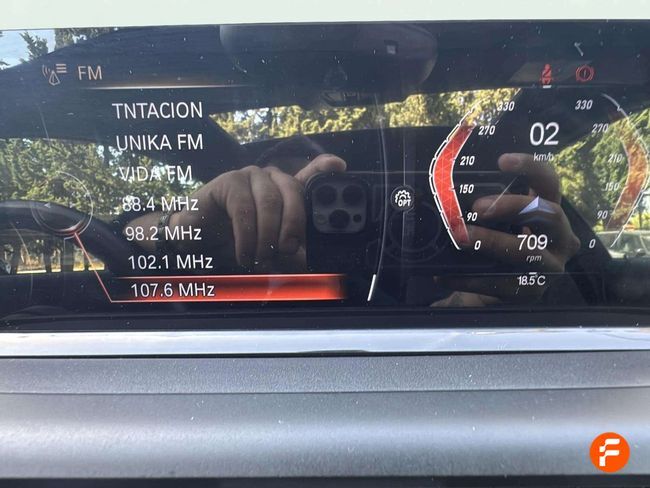 FM
TNTACION
UNIKA FM
VIDA FM
88.4 MHz
98.2 MHz
102.1 MHz
107.6 MHz
OPT
330
270
210
150
90
0
02
km/h
709
rpm
18.5°C
330
270
210
150
90
0